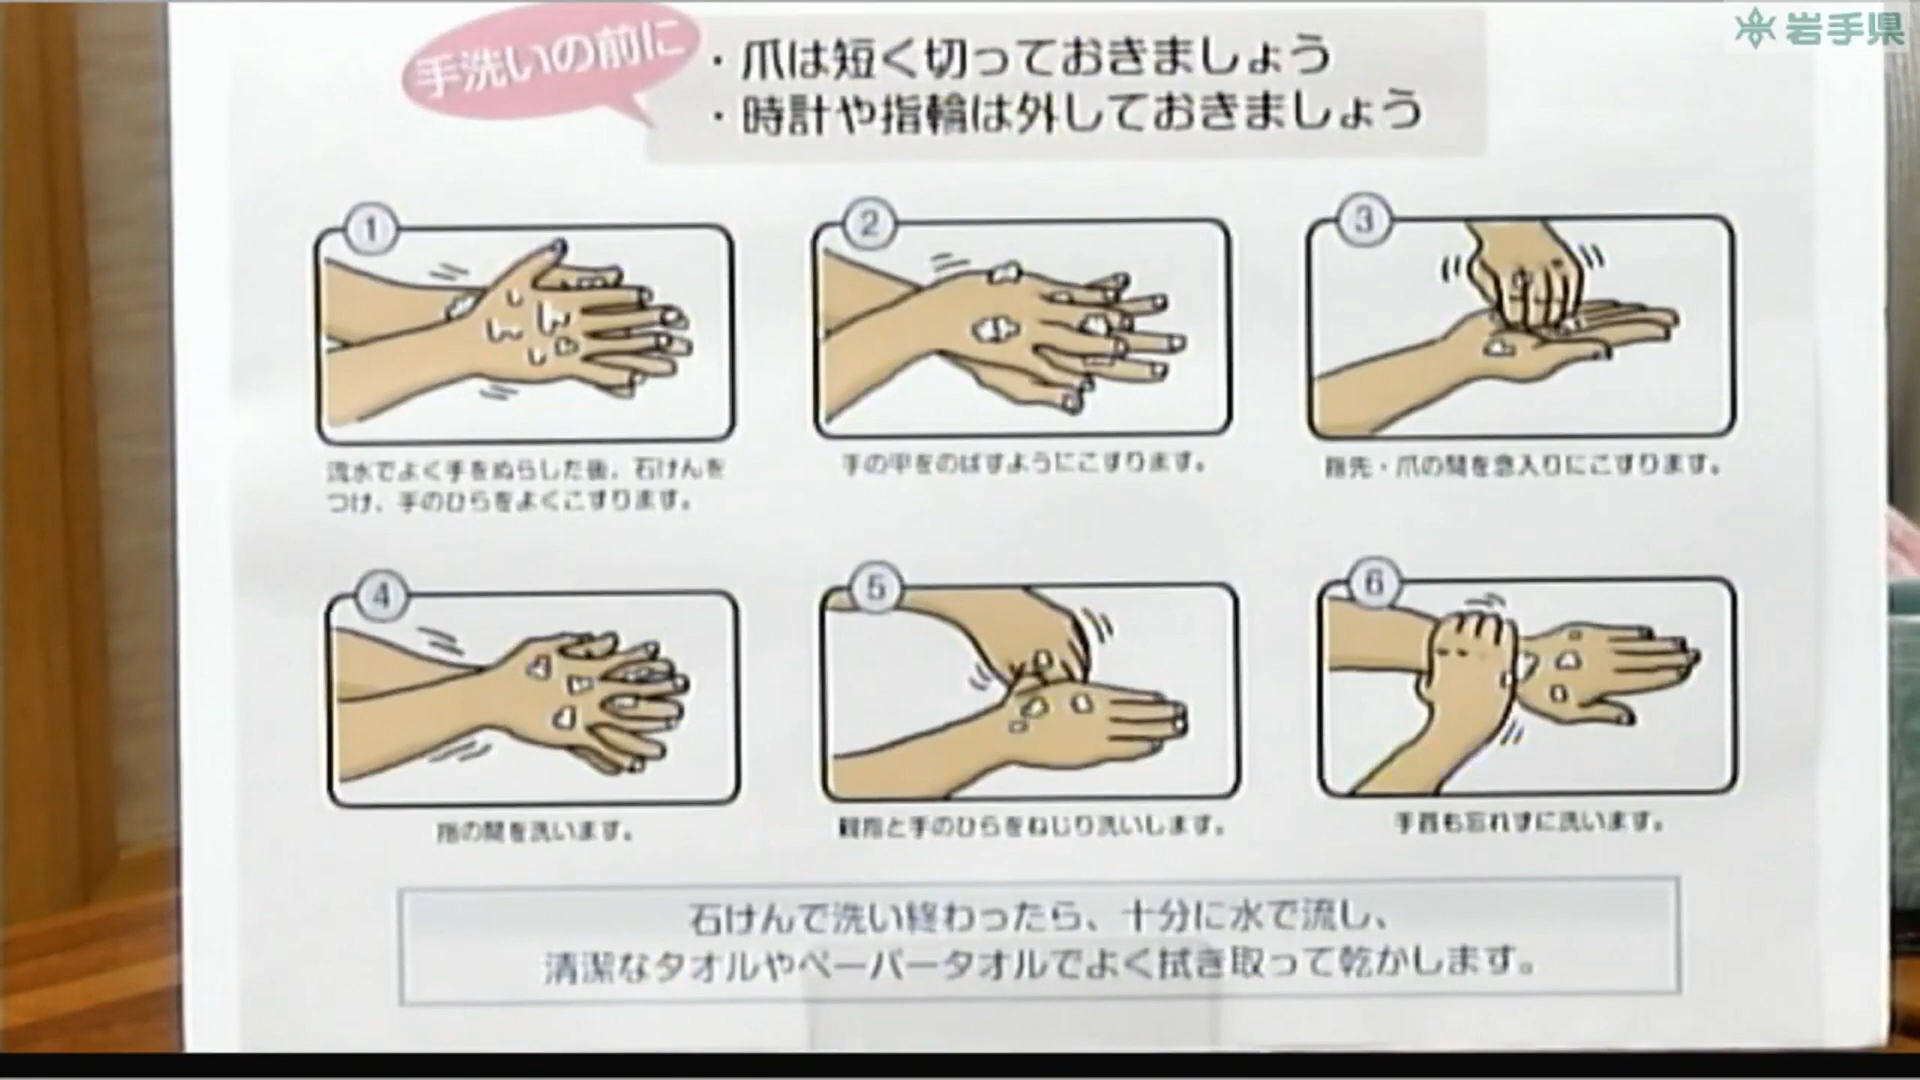 岩手県
手洗いの前に
・爪は短く切っておきましょう
・時計や指輪は外しておきましょう
1
流水でよく手をぬらした後、石けんを
つけ、手のひらをよくこすります。
2
手の甲をのばすようにこすります。
3
指先・爪の間を念入りにこすります。
4
指の間を洗います。
5
親指と手のひらをねじり洗いします。
6
手首も忘れずに洗います。
石けんで洗い終わったら、十分に水で流し、
清潔なタオルやペーパータオルでよく拭き取って乾かします。